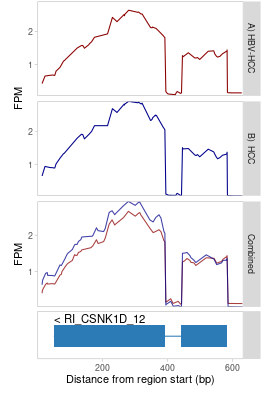 FPM
2
1
A) HBV-HCC
2
1
B) HCC
FPM
2
1
Combined
< RI_CSNK1D_12
200
400
600
Distance from region start (bp)